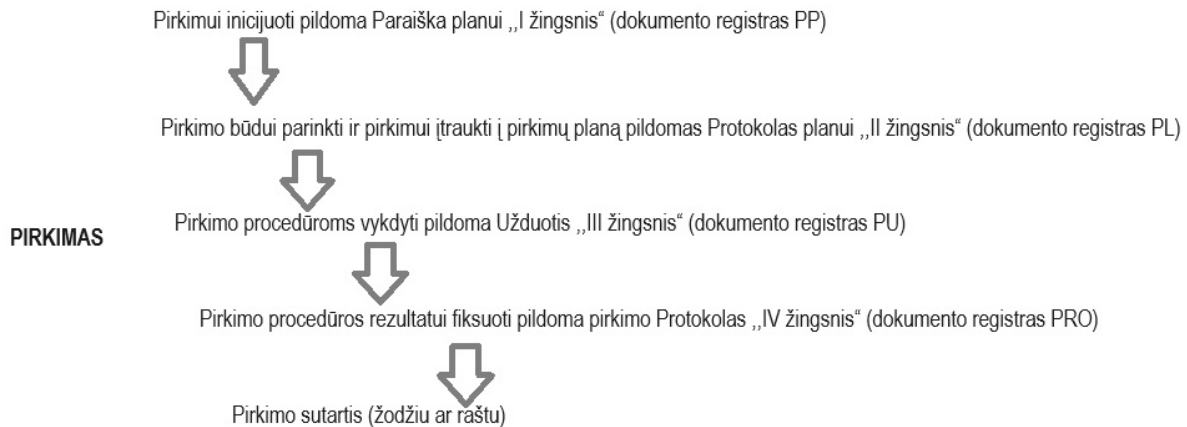 Pirkimui inicijuoti pildoma Paraiška planui ,,I žingsnis“ (dokumento registras PP)
Pirkimo būdui parinkti ir pirkimui įtraukti į pirkimų planą pildomas Protokolas planui ,,II žingsnis“ (dokumento registras PL)
Pirkimo procedūroms vykdyti pildoma Užduotis ,,III žingsnis“ (dokumento registras PU)
PIRKIMAS
Pirkimo procedūros rezultatui fiksuoti pildoma pirkimo Protokolas ,,IV žingsnis“ (dokumento registras PRO)
Pirkimo sutartis (žodžiu ar raštu)